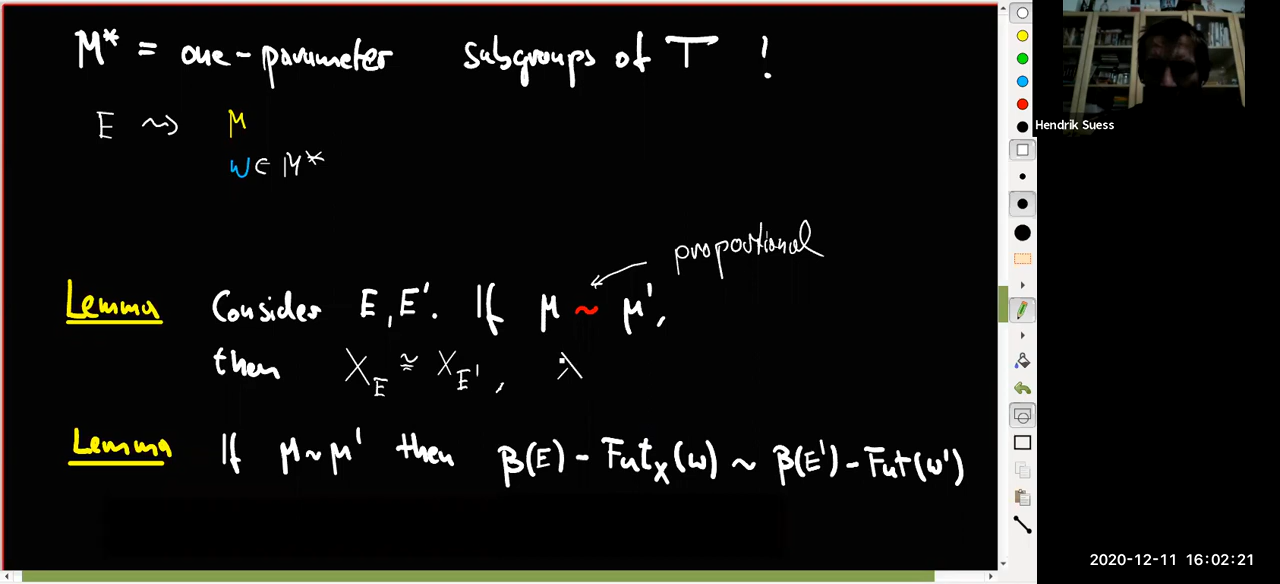 M* = one-parameter subgroups of T !
E ⇝ μ
w ∈ M*
proportional
Lemma Consider E, E'. If μ ~ μ',
then X_E ≅ X_E', λ
Lemma If μ ~ μ' then β(E) - Fut_X(w) ~ β(E') - Fut(w')
Hendrik Suess
2020-12-11 16:02:21